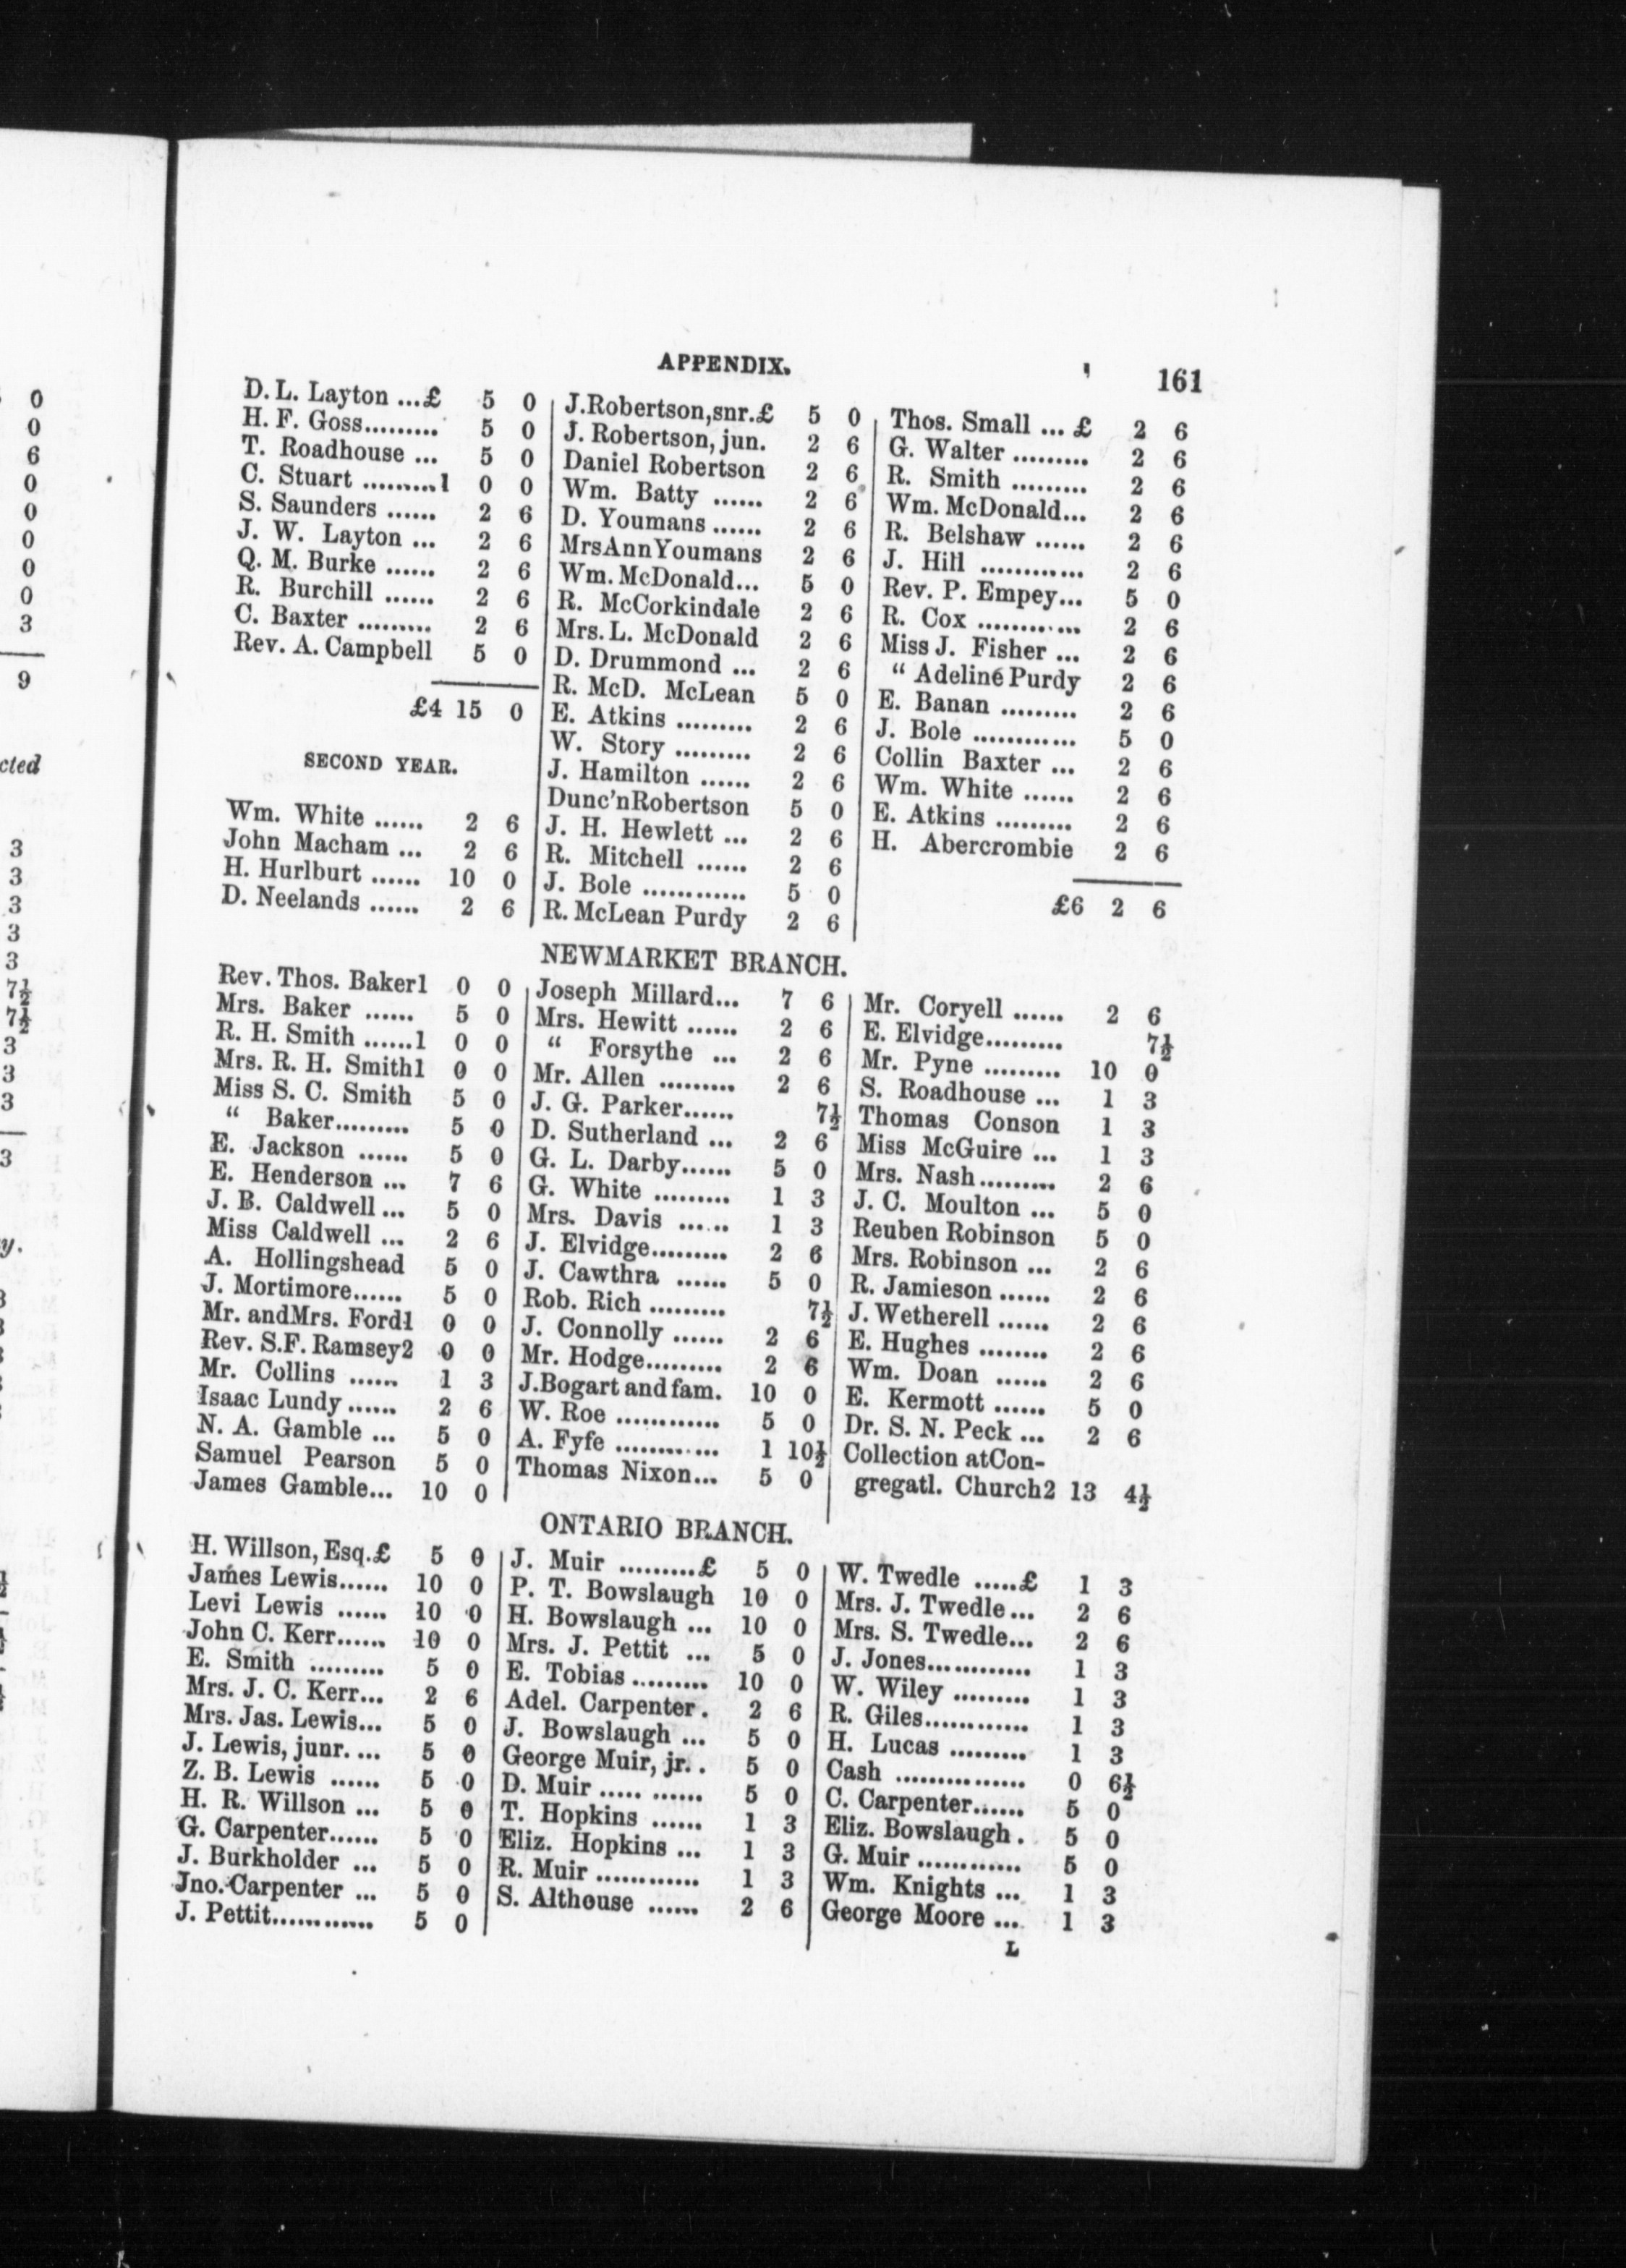 APPENDIX. 161
D. L. Layton ...£ 5 0
H. F. Goss......... 5 0
T. Roadhouse ... 5 0
C. Stuart .........1 0 0
S. Saunders ...... 2 6
J. W. Layton ... 2 6
Q. M. Burke ...... 2 6
R. Burchill ...... 2 6
C. Baxter ......... 2 6
Rev. A. Campbell 5 0
£4 15 0
SECOND YEAR.
Wm. White ...... 2 6
John Macham ... 2 6
H. Hurlburt ...... 10 0
D. Neelands ...... 2 6
J.Robertson,snr.£ 5 0
J. Robertson, jun. 2 6
Daniel Robertson 2 6
Wm. Batty ...... 2 6
D. Youmans ...... 2 6
MrsAnnYoumans 2 6
Wm. McDonald... 5 0
R. McCorkindale 2 6
Mrs. L. McDonald 2 6
D. Drummond ... 2 6
R. McD. McLean 5 0
E. Atkins ......... 2 6
W. Story ......... 2 6
J. Hamilton ...... 2 6
Dunc'nRobertson 5 0
J. H. Hewlett ... 2 6
R. Mitchell ...... 2 6
J. Bole ............ 5 0
R. McLean Purdy 2 6
Thos. Small ... £ 2 6
G. Walter ......... 2 6
R. Smith ......... 2 6
Wm. McDonald... 2 6
R. Belshaw ...... 2 6
J. Hill ............ 2 6
Rev. P. Empey... 5 0
R. Cox ............ 2 6
Miss J. Fisher ... 2 6
“ Adeline Purdy 2 6
E. Banan ......... 2 6
J. Bole ............ 5 0
Collin Baxter ... 2 6
Wm. White ...... 2 6
E. Atkins ......... 2 6
H. Abercrombie 2 6
£6 2 6
NEWMARKET BRANCH.
Rev. Thos. Baker1 0 0
Mrs. Baker ...... 5 0
R. H. Smith ......1 0 0
Mrs. R. H. Smith1 0 0
Miss S. C. Smith 5 0
“ Baker......... 5 0
E. Jackson ...... 5 0
E. Henderson ... 7 6
J. B. Caldwell ... 5 0
Miss Caldwell ... 2 6
A. Hollingshead 5 0
J. Mortimore...... 5 0
Mr. andMrs. Ford1 0 0
Rev. S.F. Ramsey2 0 0
Mr. Collins ...... 1 3
Isaac Lundy ...... 2 6
N. A. Gamble ... 5 0
Samuel Pearson 5 0
James Gamble... 10 0
Joseph Millard... 7 6
Mrs. Hewitt ...... 2 6
“ Forsythe ... 2 6
Mr. Allen ......... 2 6
J. G. Parker...... 7½
D. Sutherland ... 2 6
G. L. Darby...... 5 0
G. White ......... 1 3
Mrs. Davis ...... 1 3
J. Elvidge......... 2 6
J. Cawthra ...... 5 0
Rob. Rich ......... 7½
J. Connolly ...... 2 6
Mr. Hodge......... 2 6
J.Bogart and fam. 10 0
W. Roe ............ 5 0
A. Fyfe ............ 1 10½
Thomas Nixon... 5 0
Mr. Coryell ...... 2 6
E. Elvidge......... 7½
Mr. Pyne ......... 10 0
S. Roadhouse ... 1 3
Thomas Conson 1 3
Miss McGuire ... 1 3
Mrs. Nash......... 2 6
J. C. Moulton ... 5 0
Reuben Robinson 5 0
Mrs. Robinson ... 2 6
R. Jamieson ...... 2 6
J. Wetherell ...... 2 6
E. Hughes ......... 2 6
Wm. Doan ...... 2 6
E. Kermott ...... 5 0
Dr. S. N. Peck ... 2 6
Collection atCon-
gregatl. Church2 13 4½
ONTARIO BRANCH.
H. Willson, Esq.£ 5 0
James Lewis...... 10 0
Levi Lewis ...... 10 0
John C. Kerr...... 10 0
E. Smith ......... 5 0
Mrs. J. C. Kerr... 2 6
Mrs. Jas. Lewis... 5 0
J. Lewis, junr. ... 5 0
Z. B. Lewis ...... 5 0
H. R. Willson ... 5 0
G. Carpenter...... 5 0
J. Burkholder ... 5 0
Jno. Carpenter ... 5 0
J. Pettit............ 5 0
J. Muir .........£ 5 0
P. T. Bowslaugh 10 0
H. Bowslaugh ... 10 0
Mrs. J. Pettit ... 5 0
E. Tobias ......... 10 0
Adel. Carpenter . 2 6
J. Bowslaugh ... 5 0
George Muir, jr. . 5 0
D. Muir ........... 5 0
T. Hopkins ...... 1 3
Eliz. Hopkins ... 1 3
R. Muir ............ 1 3
S. Althouse ...... 2 6
W. Twedle .....£ 1 3
Mrs. J. Twedle ... 2 6
Mrs. S. Twedle... 2 6
J. Jones............ 1 3
W. Wiley ......... 1 3
R. Giles............ 1 3
H. Lucas ......... 1 3
Cash ............... 0 6½
C. Carpenter...... 5 0
Eliz. Bowslaugh . 5 0
G. Muir ............ 5 0
Wm. Knights ... 1 3
George Moore ... 1 3
L